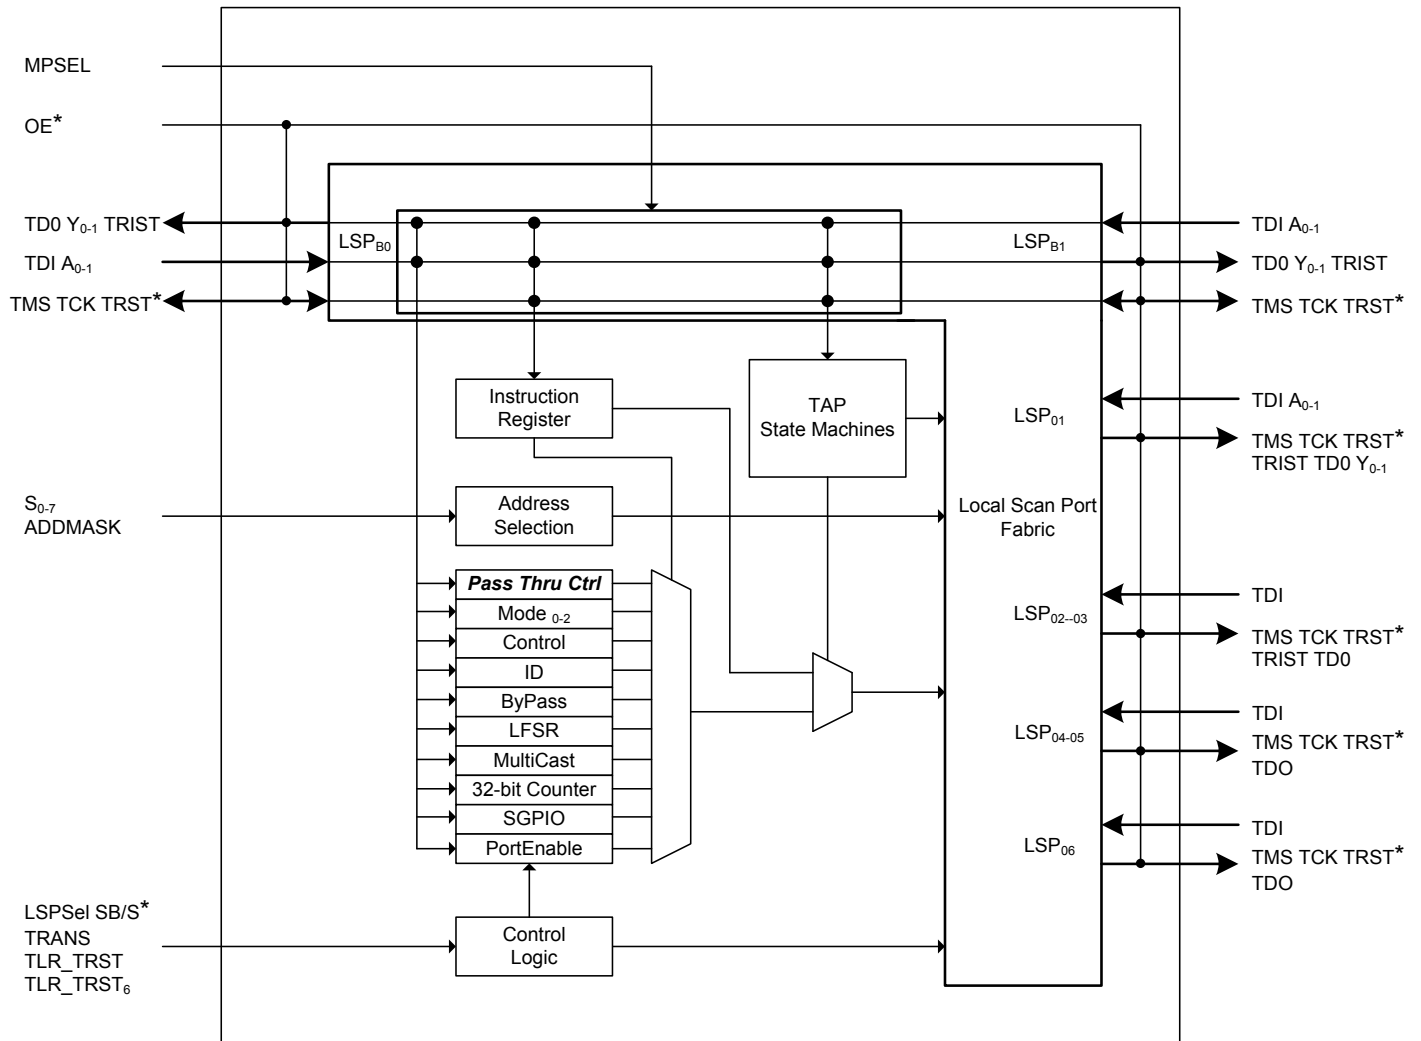 MPSEL
OE*
TD0 Y0-1 TRIST
TDI A0-1
TMS TCK TRST*
LSPB0
LSPB1
TDI A0-1
TD0 Y0-1 TRIST
TMS TCK TRST*
Instruction
Register
TAP
State Machines
LSP01
TDI A0-1
TMS TCK TRST*
TRIST TD0 Y0-1
S0-7
ADDMASK
Address
Selection
Local Scan Port
Fabric
Pass Thru Ctrl
Mode 0-2
Control
ID
ByPass
LFSR
MultiCast
32-bit Counter
SGPIO
PortEnable
LSP02--03
TDI
TMS TCK TRST*
TRIST TD0
LSP04-05
TDI
TMS TCK TRST*
TDO
LSP06
TDI
TMS TCK TRST*
TDO
LSPSel SB/S*
TRANS
TLR_TRST
TLR_TRST6
Control
Logic